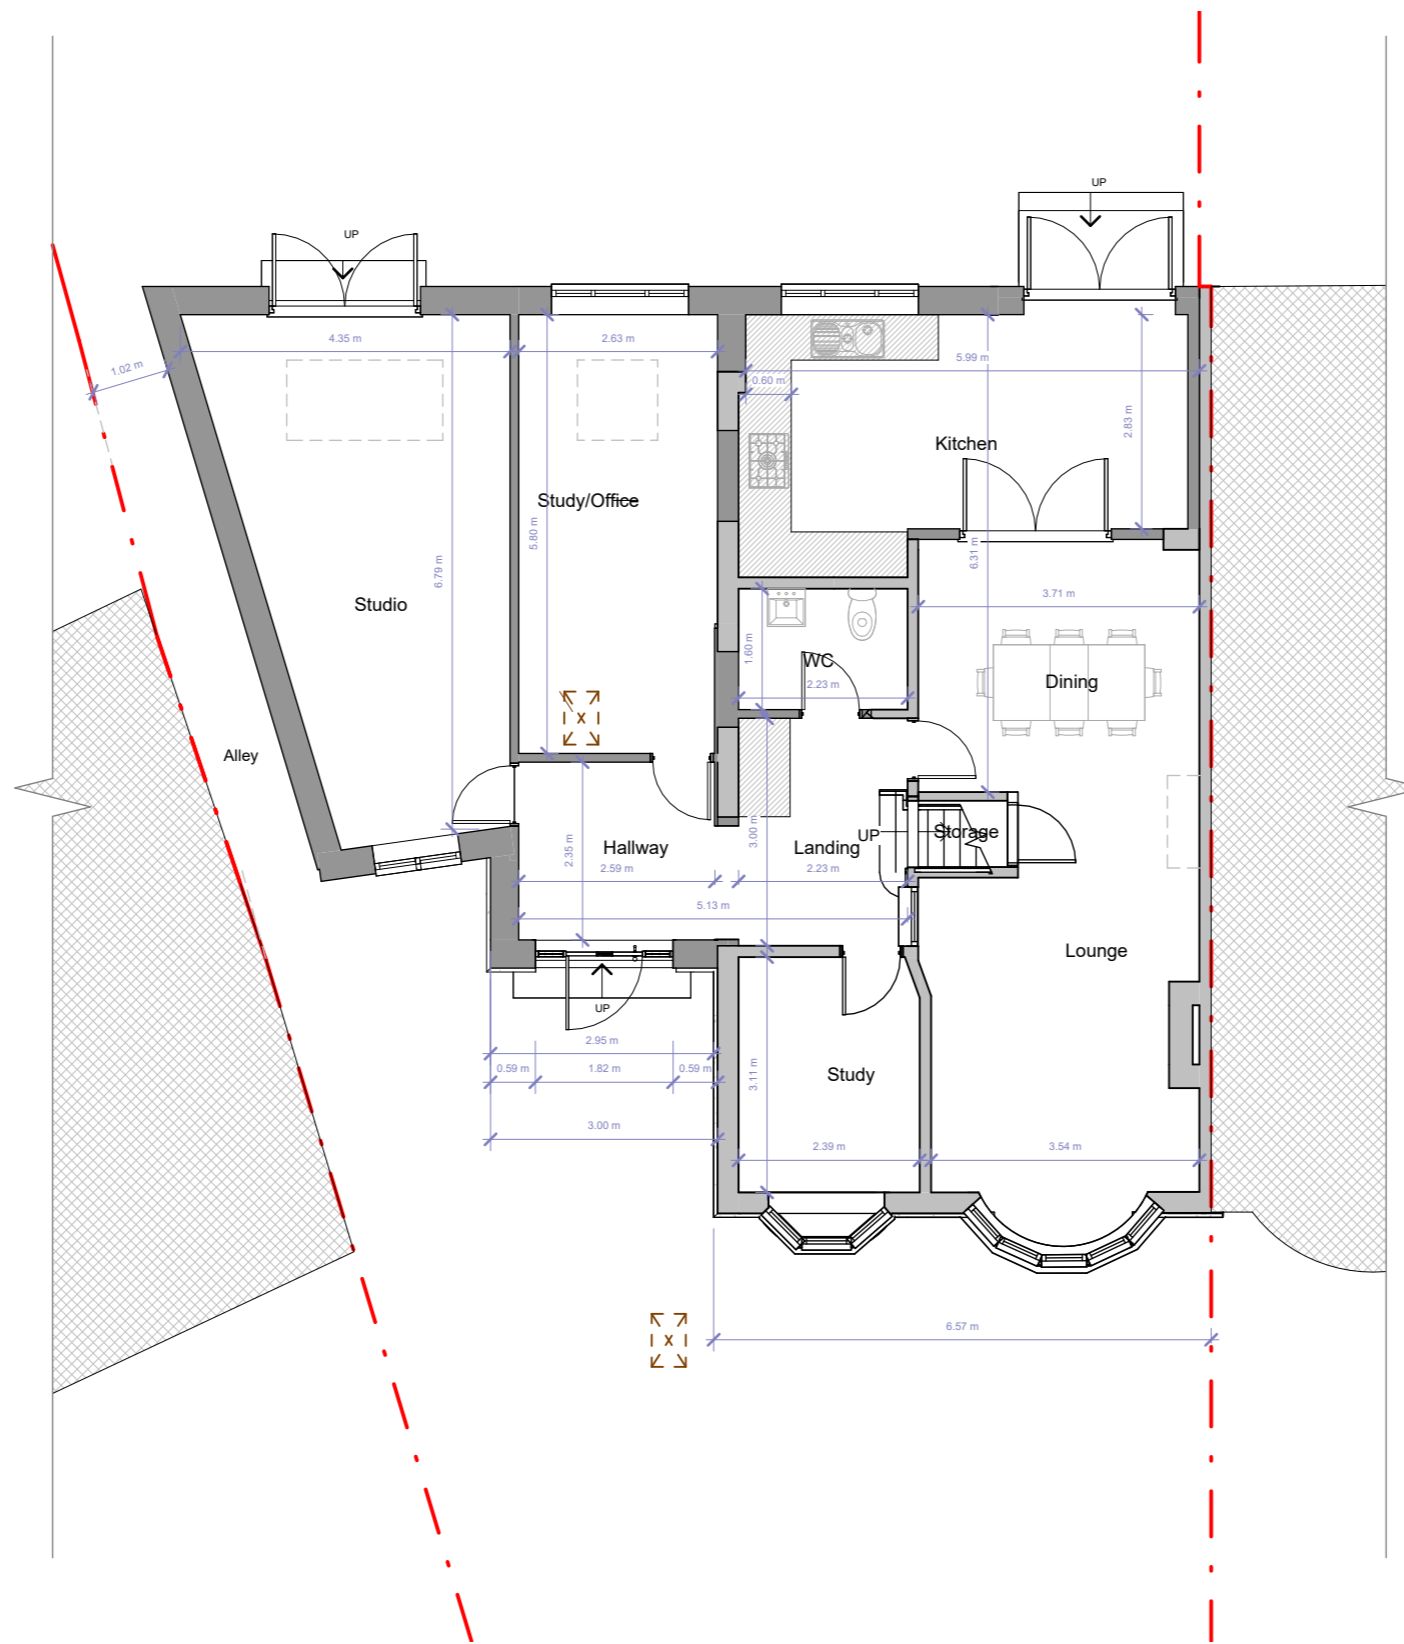 UP
UP
4.35 m
2.63 m
5.99 m
1.02 m
0.60 m
2.83 m
Kitchen
Study/Office
5.80 m
6.31 m
6.79 m
Studio
3.71 m
1.60 m
WC
2.23 m
Dining
x
Alley
3.00 m
UP
Storage
Hallway
Landing
2.35 m
2.59 m
2.23 m
5.13 m
Lounge
UP
2.95 m
0.59 m
1.82 m
0.59 m
3.11 m
Study
3.00 m
2.39 m
3.54 m
6.57 m
x